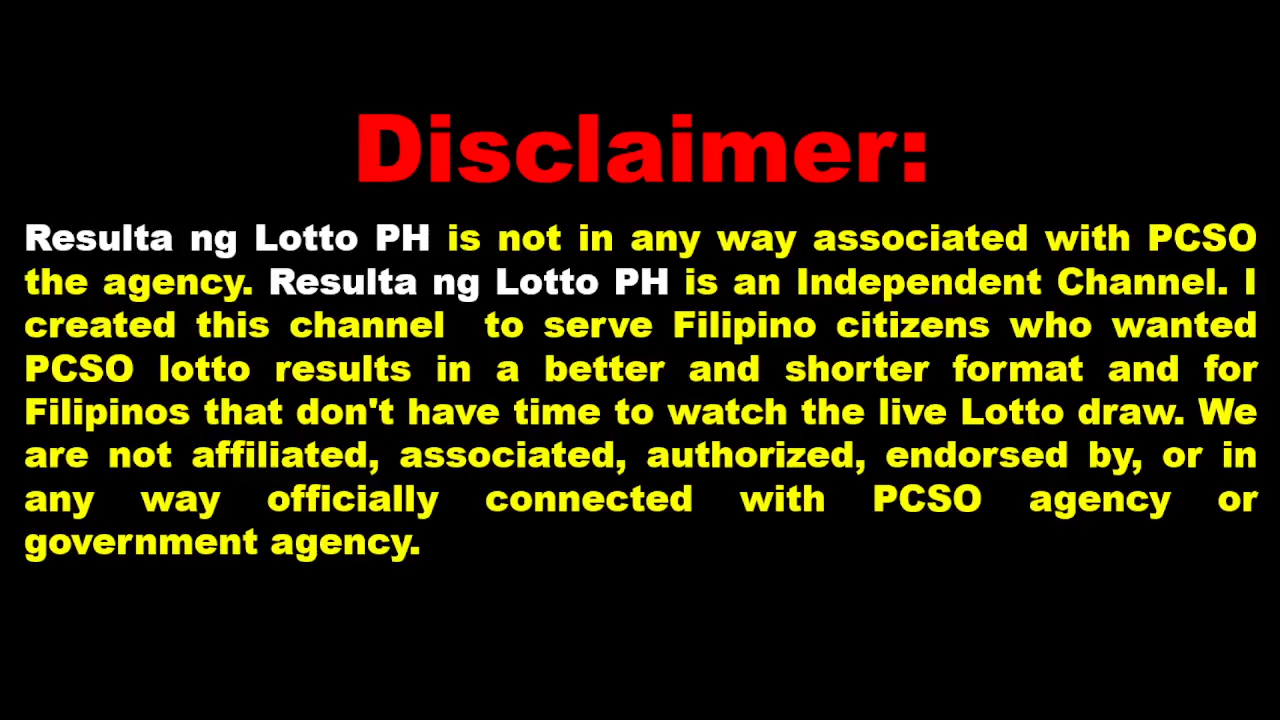 Disclaimer:
Resulta ng Lotto PH is not in any way associated with PCSO
the agency. Resulta ng Lotto PH is an Independent Channel. I
created this channel  to serve Filipino citizens who wanted
PCSO lotto results in a better and shorter format and for
Filipinos that don't have time to watch the live Lotto draw. We
are not affiliated, associated, authorized, endorsed by, or in
any way officially connected with PCSO agency or
government agency.